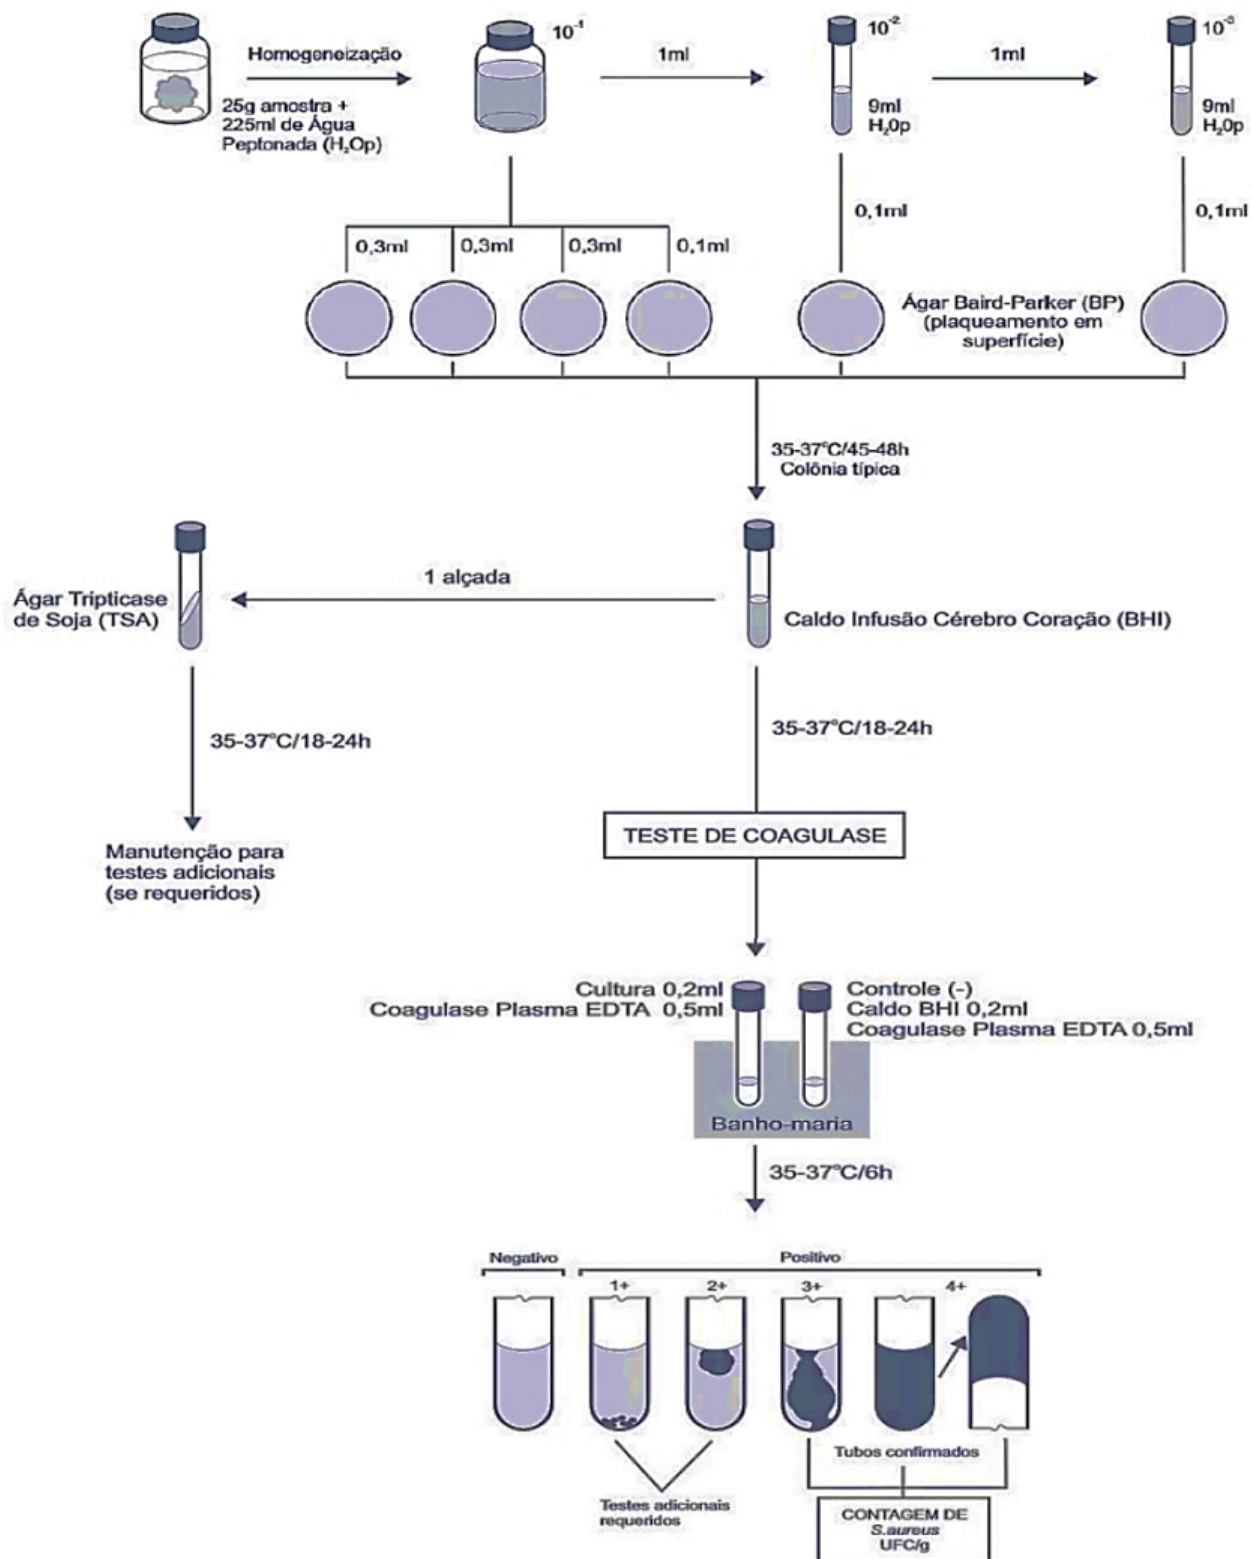 Homogeneização
25g amostra +
225ml de Água
Peptonada (H₂Op)
10⁻¹
1ml
10⁻²
9ml
H₂0p
1ml
10⁻³
9ml
H₂0p
0,3ml
0,3ml
0,3ml
0,1ml
0,1ml
0,1ml
Ágar Baird-Parker (BP)
(plaqueamento em
superfície)
35-37°C/45-48h
Colônia típica
Ágar Tripticase
de Soja (TSA)
1 alçada
Caldo Infusão Cérebro Coração (BHI)
35-37°C/18-24h
35-37°C/18-24h
Manutenção para
testes adicionais
(se requeridos)
TESTE DE COAGULASE
Cultura 0,2ml
Coagulase Plasma EDTA 0,5ml
Controle (-)
Caldo BHI 0,2ml
Coagulase Plasma EDTA 0,5ml
Banho-maria
35-37°C/6h
Negativo
Positivo
1+
2+
3+
4+
Testes adicionais
requeridos
Tubos confirmados
CONTAGEM DE
S.aureus
UFC/g